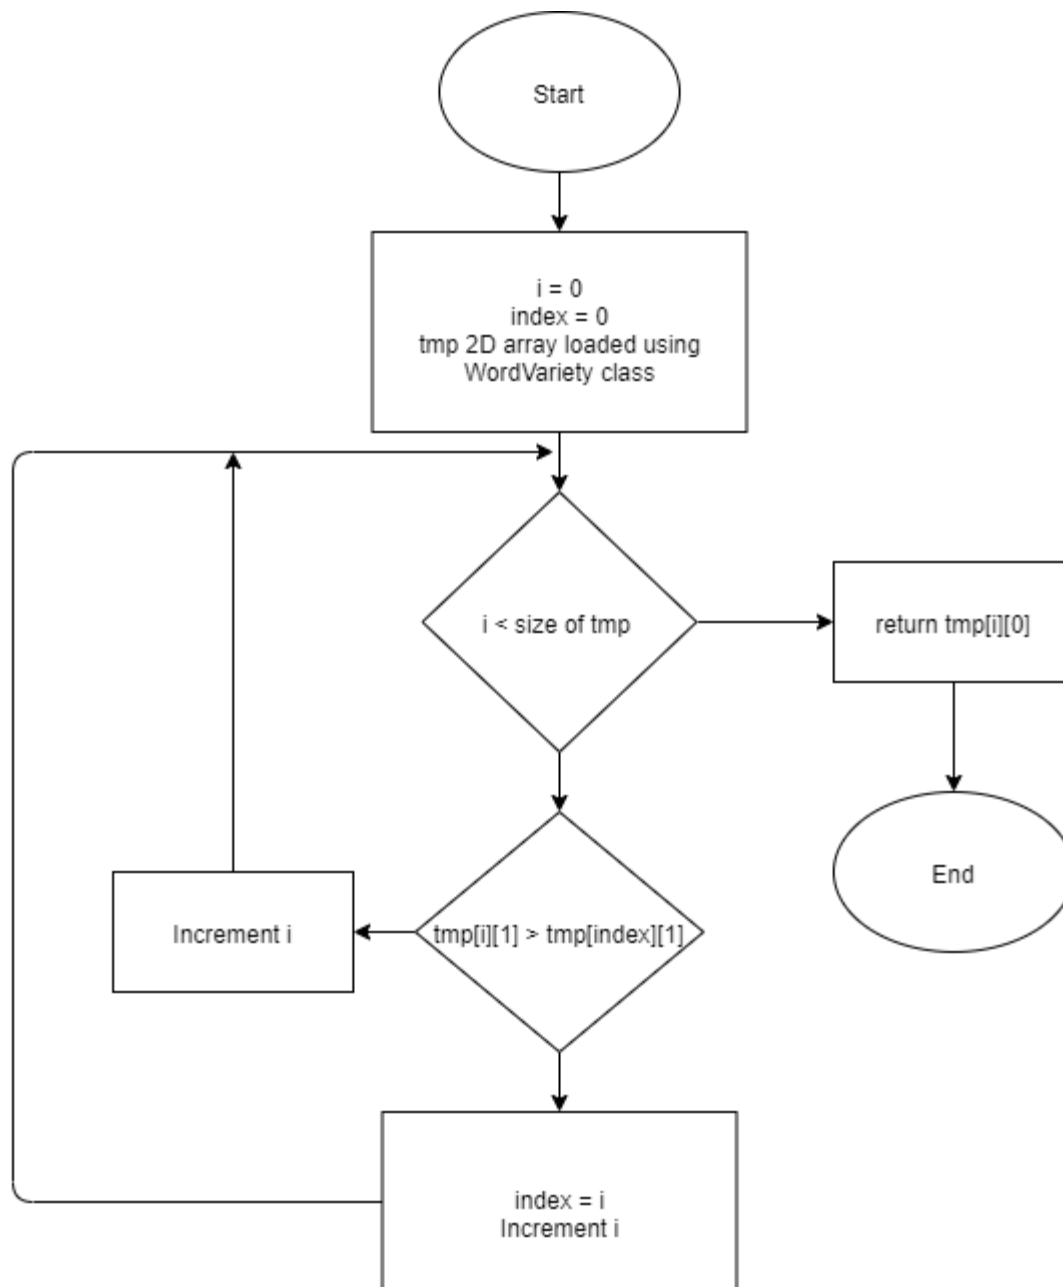 Start
i = 0
index = 0
tmp 2D array loaded using
WordVariety class
i < size of tmp
return tmp[i][0]
tmp[i][1] > tmp[index][1]
Increment i
End
index = i
Increment i